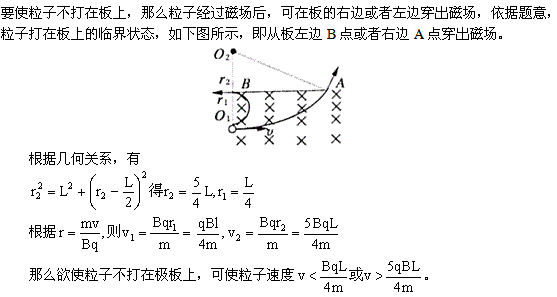 要使粒子不打在板上，那么粒子经过磁场后，可在板的右边或者左边穿出磁场，依据题意，
粒子打在板上的临界状态，如下图所示，即从板左边 B 点或者右边 A 点穿出磁场。
O₂
r₂ B A
r₁ × × × ×
× × × ×
O₁ × × × ×
v
× × × ×
根据几何关系，有
r₂² = L² + (r₂ − L/2)² 得r₂ = 5/4 L, r₁ = L/4
根据 r = mv/Bq, 则 v₁ = Bqr₁/m = qBl/4m, v₂ = Bqr₂/m = 5BqL/4m
那么欲使粒子不打在极板上，可使粒子速度 v < BqL/4m 或 v > 5qBL/4m 。